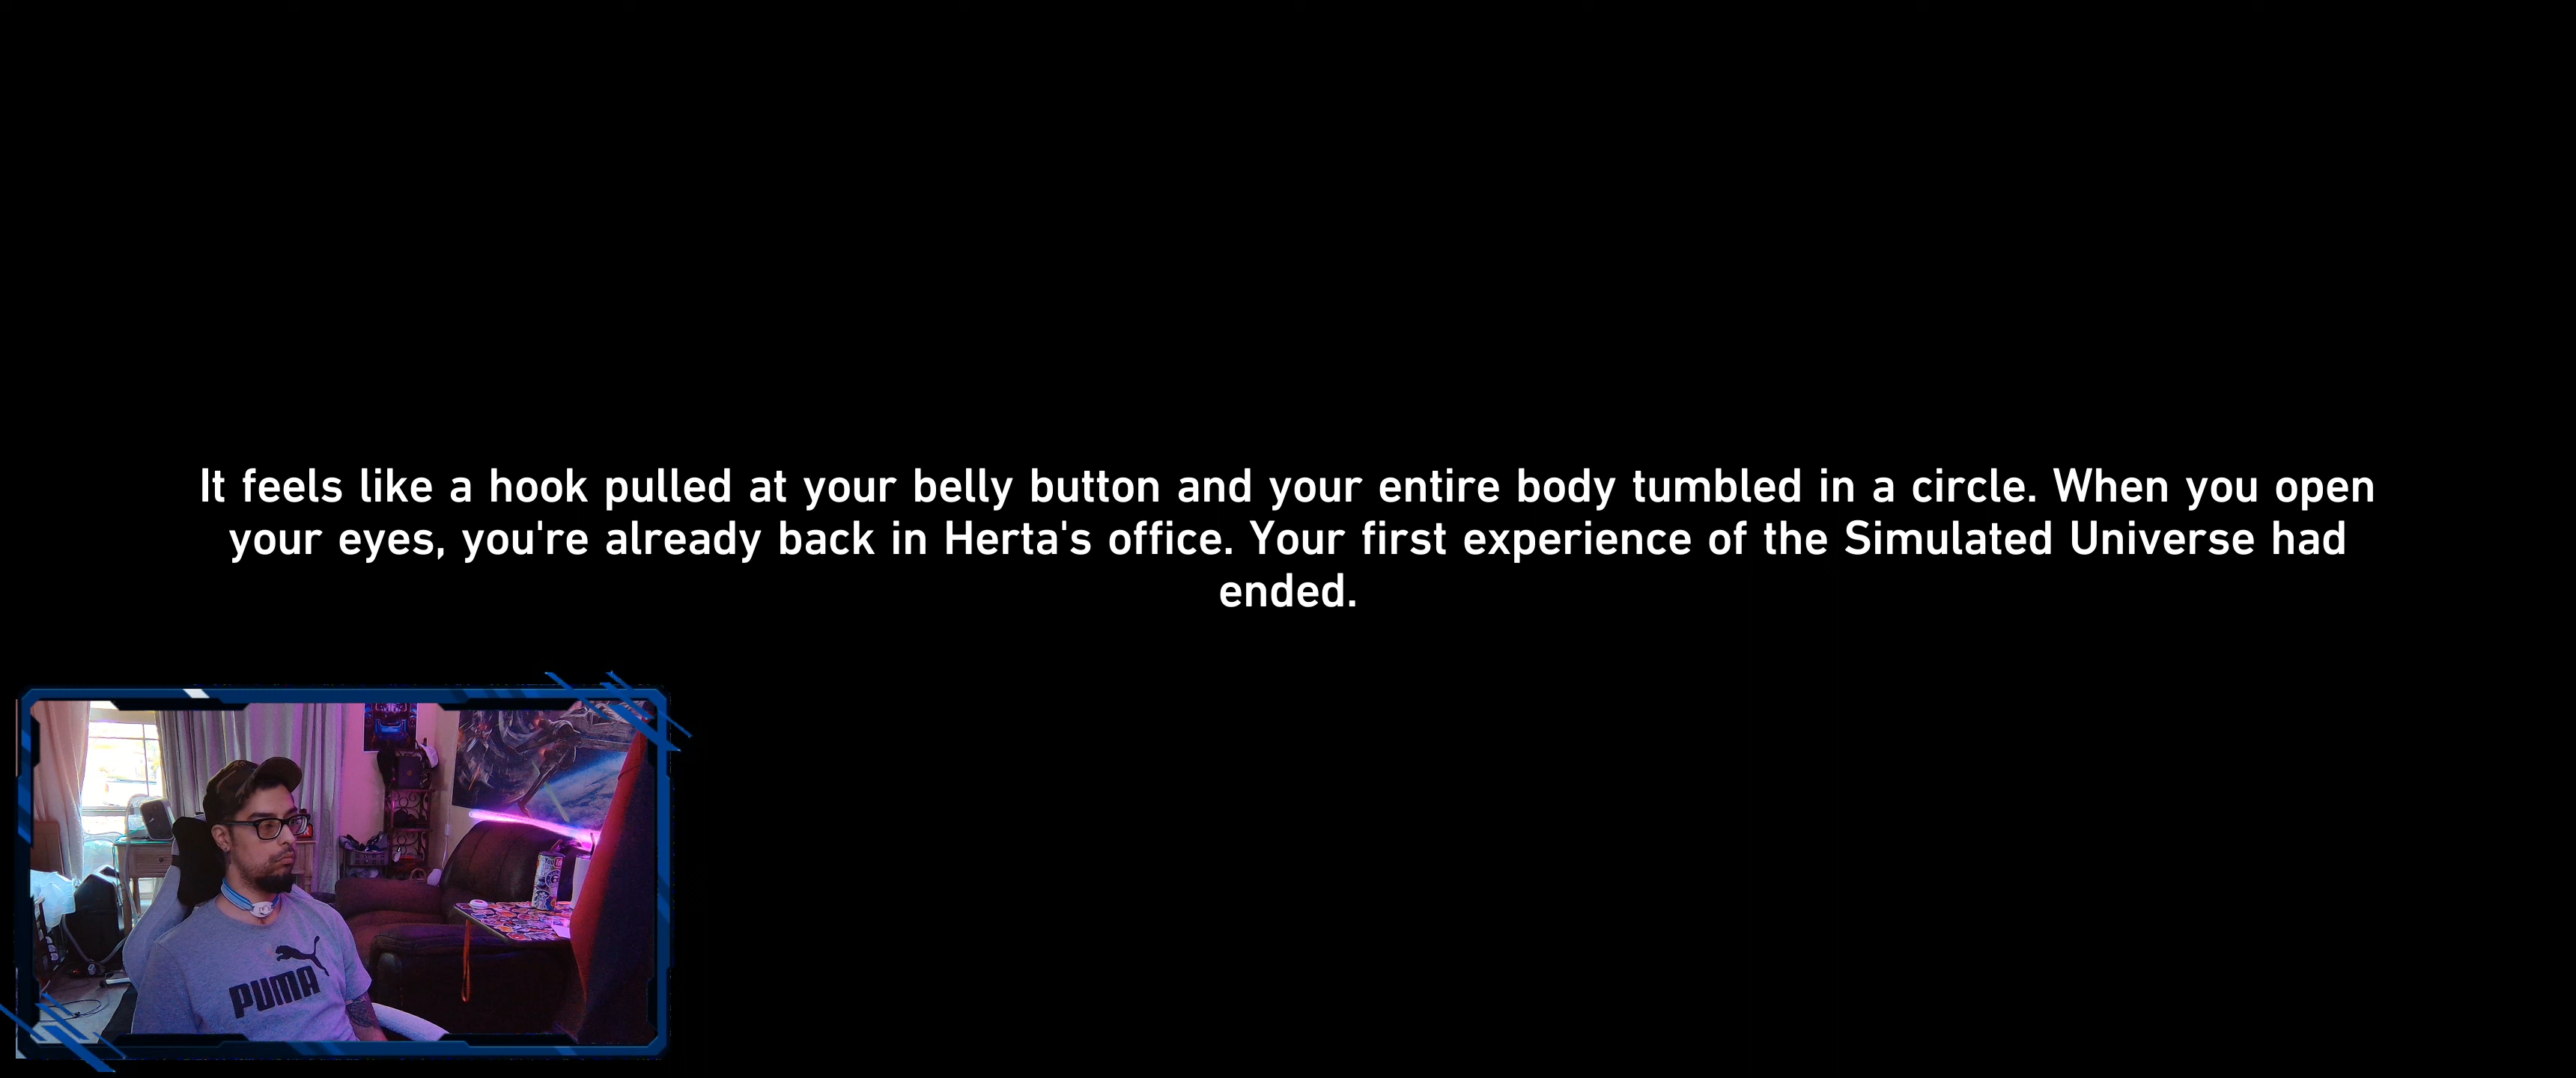 It feels like a hook pulled at your belly button and your entire body tumbled in a circle. When you open
your eyes, you're already back in Herta's office. Your first experience of the Simulated Universe had
ended.
PUMA